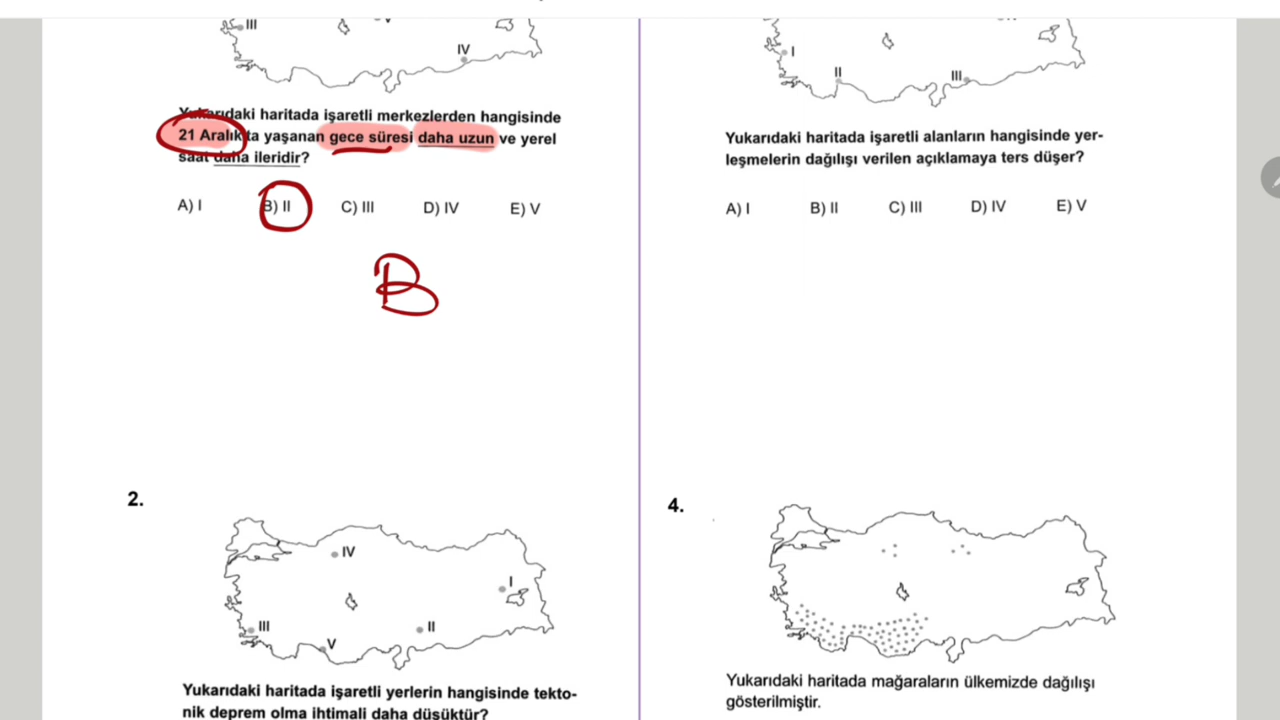 III
V
IV
Yukarıdaki haritada işaretli merkezlerden hangisinde
21 Aralık'ta yaşanan gece süresi daha uzun ve yerel
saat daha ileridir?
A) I
B) II
C) III
D) IV
E) V
B
2.
IV
I
III
II
V
Yukarıdaki haritada işaretli yerlerin hangisinde tekto-
nik deprem olma ihtimali daha düşüktür?
I
II
III
Yukarıdaki haritada işaretli alanların hangisinde yer-
leşmelerin dağılışı verilen açıklamaya ters düşer?
A) I
B) II
C) III
D) IV
E) V
4.
Yukarıdaki haritada mağaraların ülkemizde dağılışı
gösterilmiştir.